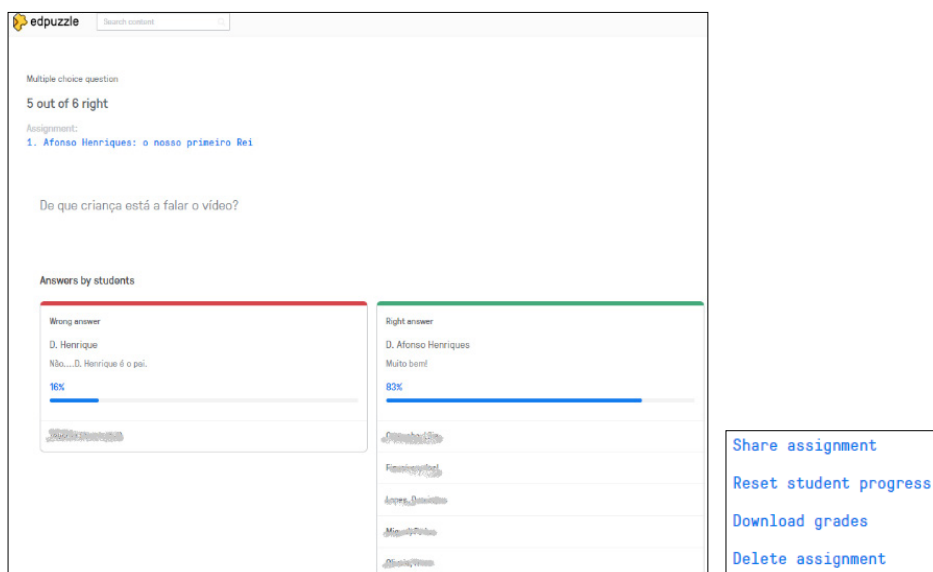 edpuzzle
Search content
Multiple choice question
5 out of 6 right
Assignment:
1. Afonso Henriques: o nosso primeiro Rei
De que criança está a falar o vídeo?
Answers by students
Wrong answer
D. Henrique
Não.....D. Henrique é o pai.
16%
Right answer
D. Afonso Henriques
Muito bem!
83%
Share assignment
Reset student progress
Download grades
Delete assignment